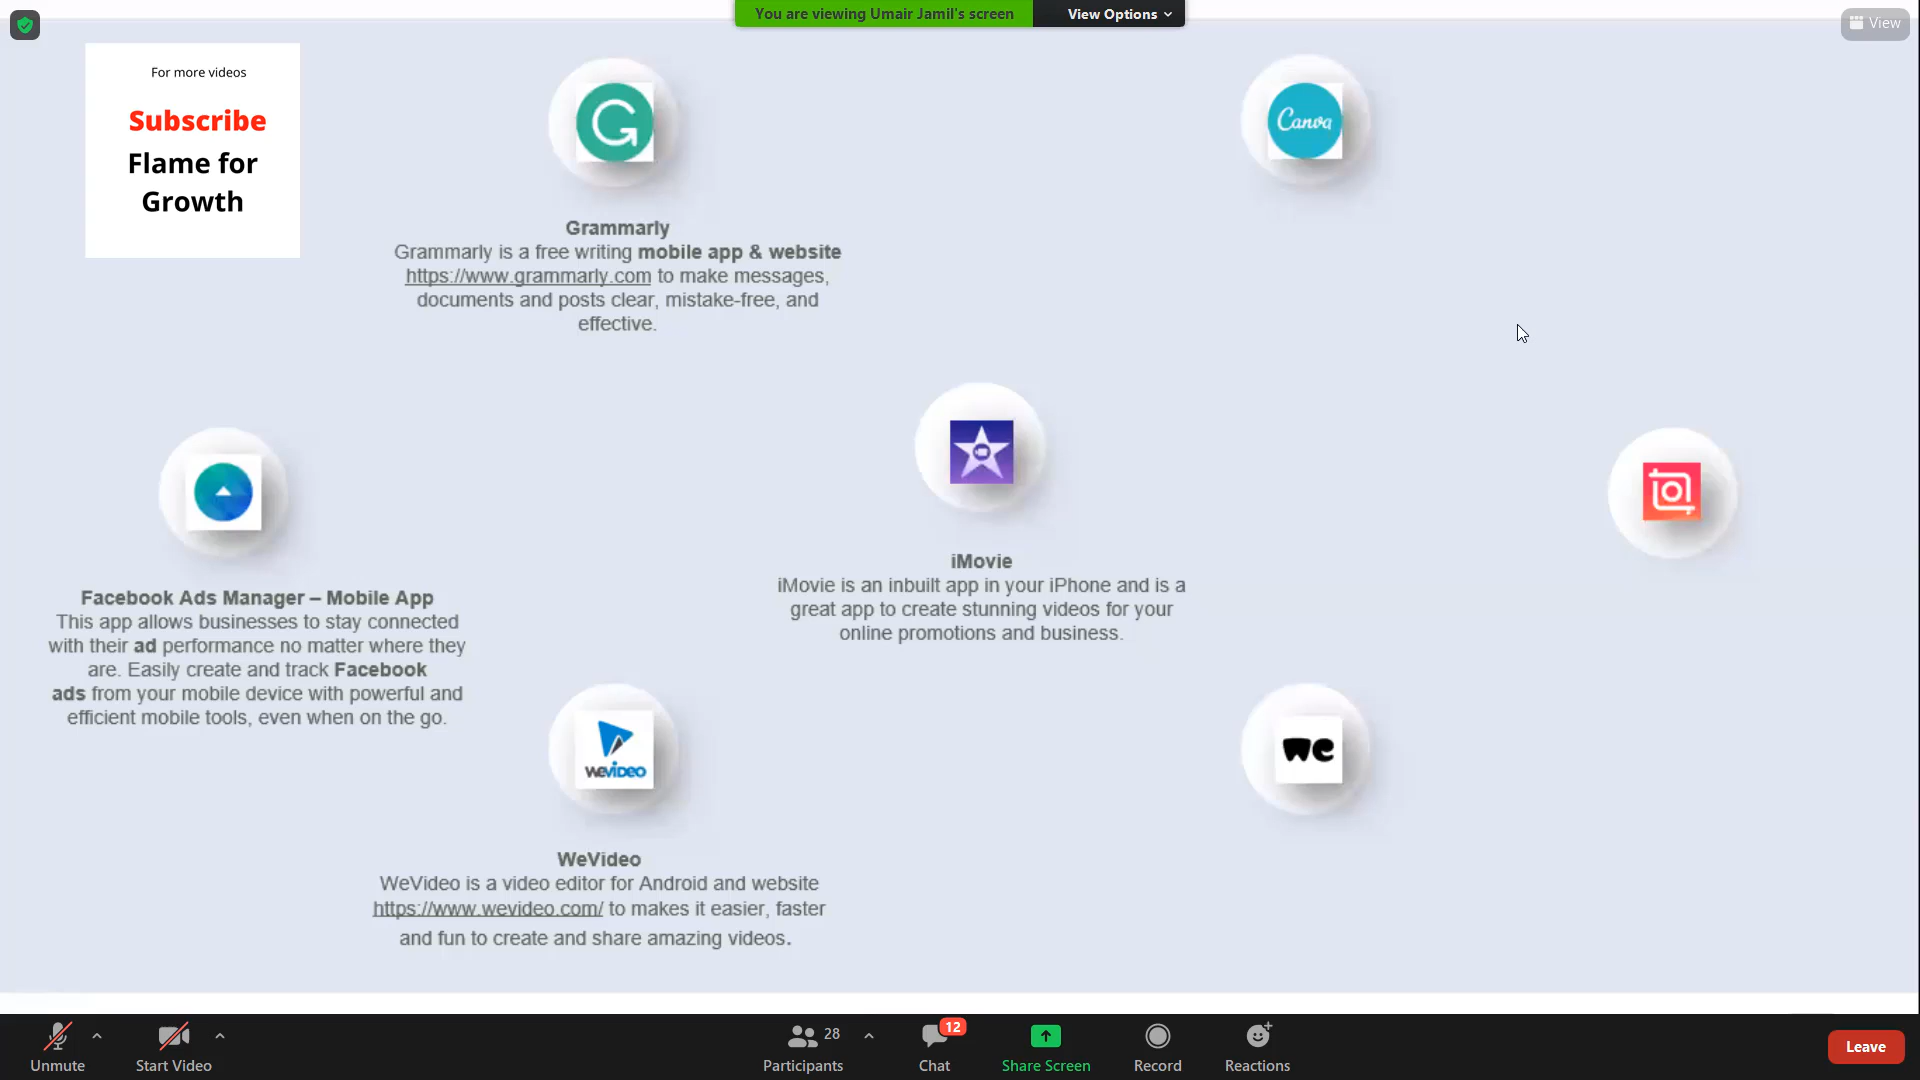 You are viewing Umair Jamil's screen
View Options
View
For more videos
Subscribe
Flame for
Growth
Canva
Grammarly
Grammarly is a free writing mobile app & website
https://www.grammarly.com to make messages,
documents and posts clear, mistake-free, and
effective.
iMovie
iMovie is an inbuilt app in your iPhone and is a
great app to create stunning videos for your
online promotions and business.
Facebook Ads Manager – Mobile App
This app allows businesses to stay connected
with their ad performance no matter where they
are. Easily create and track Facebook
ads from your mobile device with powerful and
efficient mobile tools, even when on the go.
WEVIDEO
we
WeVideo
WeVideo is a video editor for Android and website
https://www.wevideo.com/ to makes it easier, faster
and fun to create and share amazing videos.
Unmute
Start Video
28
Participants
12
Chat
Share Screen
Record
Reactions
Leave